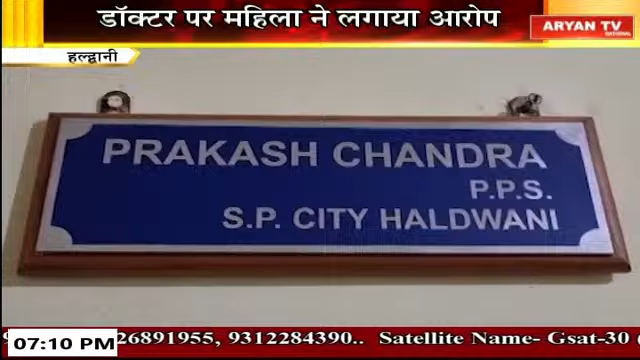 डॉक्टर पर महिला ने लगाया आरोप
ARYAN TV
NATIONAL
हल्द्वानी
PRAKASH CHANDRA
P.P.S.
S.P. CITY HALDWANI
07:10 PM
26891955, 9312284390.. Satellite Name- Gsat-30 (